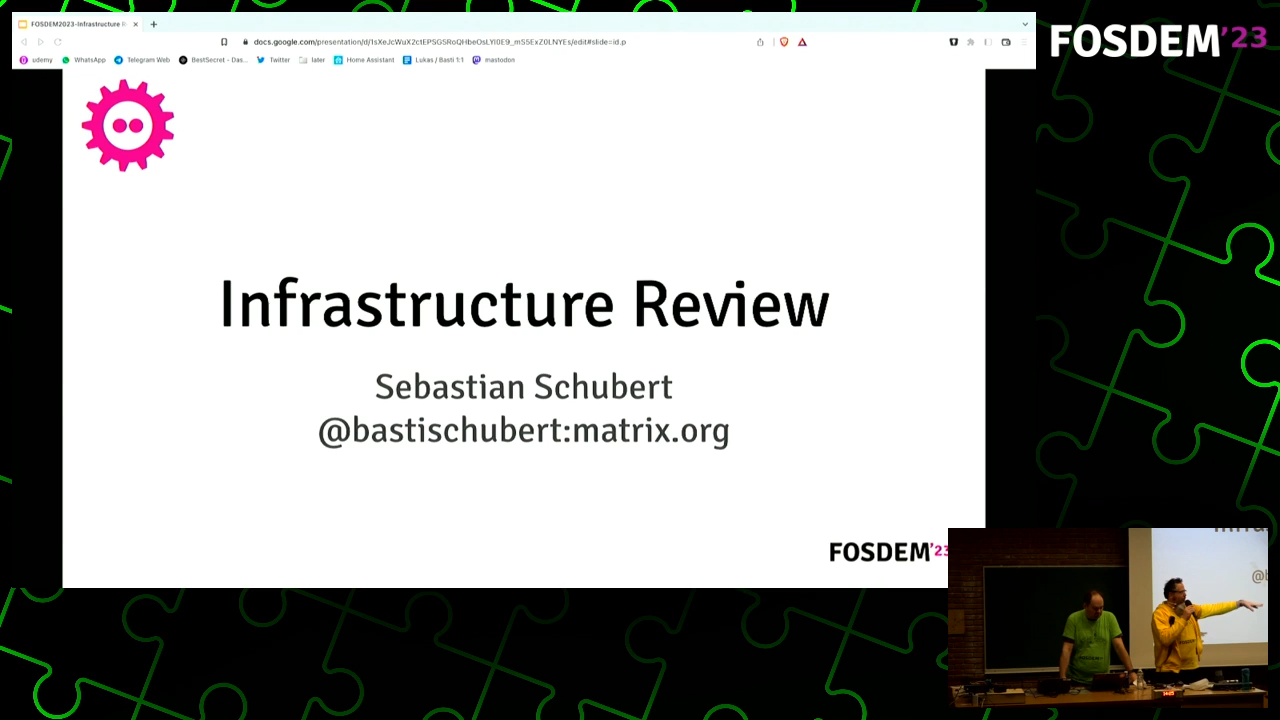 FOSDEM2023-Infrastructure R
docs.google.com/presentation/d/1sXeJcWuX2ctEPSGSRoQHbeOsLYI0E9_mS5ExZ0LNYEs/edit#slide=id.p
udemy WhatsApp Telegram Web BestSecret - Das... Twitter later Home Assistant Lukas / Basti 1:1 mastodon
FOSDEM'23
Infrastructure Review
Sebastian Schubert
@bastischubert:matrix.org
FOSDEM'23